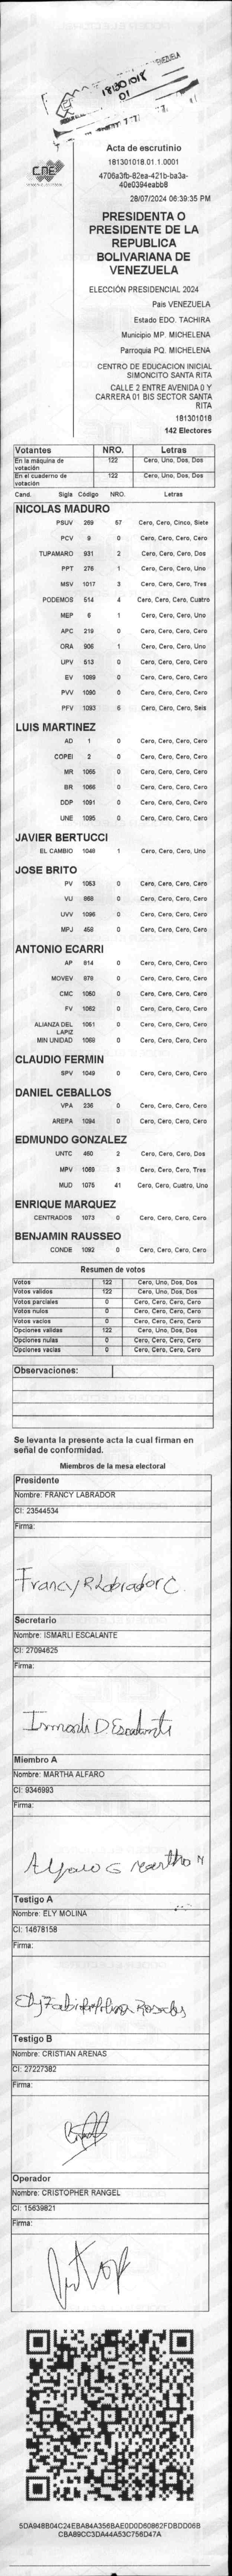 VENEZUELA
181301018
01
CNE
Acta de escrutinio
181301018.01.1.0001
4706a3fb-82ea-421b-ba3a-
40e0394eabb8
28/07/2024 06:39:35 PM
PRESIDENTA O
PRESIDENTE DE LA
REPUBLICA
BOLIVARIANA DE
VENEZUELA
ELECCIÓN PRESIDENCIAL 2024
Pais VENEZUELA
Estado EDO. TACHIRA
Municipio MP. MICHELENA
Parroquia PQ. MICHELENA
CENTRO DE EDUCACION INICIAL
SIMONCITO SANTA RITA
CALLE 2 ENTRE AVENIDA 0 Y
CARRERA 01 BIS SECTOR SANTA
RITA
181301018
142 Electores
Votantes NRO. Letras
En la máquina de votación 122 Cero, Uno, Dos, Dos
En el cuaderno de votación 122 Cero, Uno, Dos, Dos
Cand. Sigla Código NRO. Letras
NICOLAS MADURO
PSUV 269 57 Cero, Cero, Cinco, Siete
PCV 9 0 Cero, Cero, Cero, Cero
TUPAMARO 931 2 Cero, Cero, Cero, Dos
PPT 276 1 Cero, Cero, Cero, Uno
MSV 1017 3 Cero, Cero, Cero, Tres
PODEMOS 514 4 Cero, Cero, Cero, Cuatro
MEP 6 1 Cero, Cero, Cero, Uno
APC 219 0 Cero, Cero, Cero, Cero
ORA 906 1 Cero, Cero, Cero, Uno
UPV 513 0 Cero, Cero, Cero, Cero
EV 1089 0 Cero, Cero, Cero, Cero
PVV 1090 0 Cero, Cero, Cero, Cero
PFV 1093 6 Cero, Cero, Cero, Seis
LUIS MARTINEZ
AD 1 0 Cero, Cero, Cero, Cero
COPEI 2 0 Cero, Cero, Cero, Cero
MR 1055 0 Cero, Cero, Cero, Cero
BR 1066 0 Cero, Cero, Cero, Cero
DDP 1091 0 Cero, Cero, Cero, Cero
UNE 1095 0 Cero, Cero, Cero, Cero
JAVIER BERTUCCI
EL CAMBIO 1048 1 Cero, Cero, Cero, Uno
JOSE BRITO
PV 1053 0 Cero, Cero, Cero, Cero
VU 868 0 Cero, Cero, Cero, Cero
UVV 1096 0 Cero, Cero, Cero, Cero
MPJ 458 0 Cero, Cero, Cero, Cero
ANTONIO ECARRI
AP 814 0 Cero, Cero, Cero, Cero
MOVEV 978 0 Cero, Cero, Cero, Cero
CMC 1050 0 Cero, Cero, Cero, Cero
FV 1062 0 Cero, Cero, Cero, Cero
ALIANZA DEL LAPIZ 1051 0 Cero, Cero, Cero, Cero
MIN UNIDAD 1069 0 Cero, Cero, Cero, Cero
CLAUDIO FERMIN
SPV 1049 0 Cero, Cero, Cero, Cero
DANIEL CEBALLOS
VPA 236 0 Cero, Cero, Cero, Cero
AREPA 1094 0 Cero, Cero, Cero, Cero
EDMUNDO GONZALEZ
UNTC 460 2 Cero, Cero, Cero, Dos
MPV 1069 3 Cero, Cero, Cero, Tres
MUD 1075 41 Cero, Cero, Cuatro, Uno
ENRIQUE MARQUEZ
CENTRADOS 1073 0 Cero, Cero, Cero, Cero
BENJAMIN RAUSSEO
CONDE 1092 0 Cero, Cero, Cero, Cero
Resumen de votos
Votos 122 Cero, Uno, Dos, Dos
Votos validos 122 Cero, Uno, Dos, Dos
Votos parciales 0 Cero, Cero, Cero, Cero
Votos nulos 0 Cero, Cero, Cero, Cero
Votos vacios 0 Cero, Cero, Cero, Cero
Opciones validas 122 Cero, Uno, Dos, Dos
Opciones nulas 0 Cero, Cero, Cero, Cero
Opciones vacias 0 Cero, Cero, Cero, Cero
Observaciones:
Se levanta la presente acta la cual firman en
señal de conformidad.
Miembros de la mesa electoral
Presidente
Nombre: FRANCY LABRADOR
CI: 23544534
Firma:
Francy R Labrador C.
Secretario
Nombre: ISMARLI ESCALANTE
CI: 27094625
Firma:
Ismarli D Escalante
Miembro A
Nombre: MARTHA ALFARO
CI: 9346993
Firma:
Alfaro G Martha M
Testigo A
Nombre: ELY MOLINA
CI: 14678158
Firma:
Ely Fabiola Molina Rosales
Testigo B
Nombre: CRISTIAN ARENAS
CI: 27227382
Firma:
Operador
Nombre: CRISTOPHER RANGEL
CI: 15639821
Firma:
5DA948B04C24EBA84A356BAE0D0D60862FDBDD06B
CBA89CC3DA44A53C756D47A